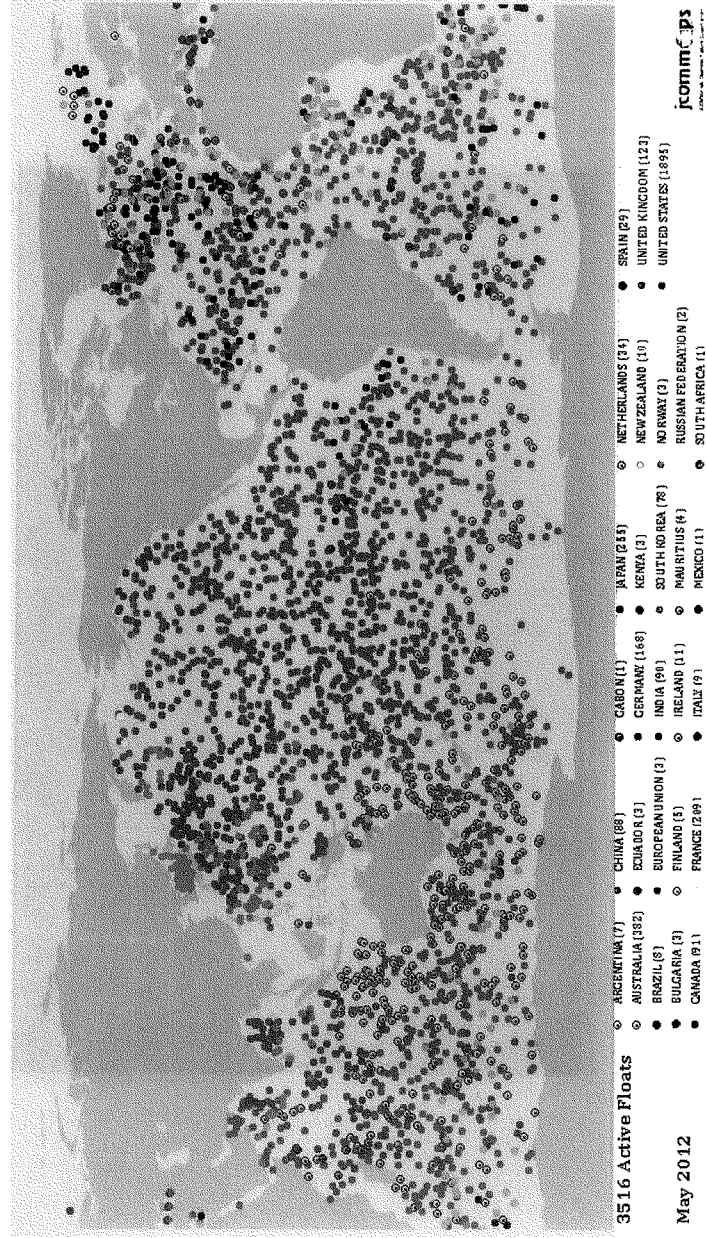 3516 Active Floats
May 2012
ARGENTINA (7)
AUSTRALIA (382)
BRAZIL (8)
BULGARIA (3)
CANADA (91)
CHINA (88)
ECUADOR (3)
EUROPEAN UNION (3)
FINLAND (5)
FRANCE (209)
GABON (1)
GERMANY (168)
INDIA (90)
IRELAND (11)
ITALY (9)
JAPAN (255)
KENYA (3)
SOUTH KOREA (78)
MAURITIUS (4)
MEXICO (1)
NETHERLANDS (34)
NEW ZEALAND (10)
NORWAY (3)
RUSSIAN FEDERATION (2)
SOUTH AFRICA (1)
SPAIN (29)
UNITED KINGDOM (123)
UNITED STATES (1895)
jcommops